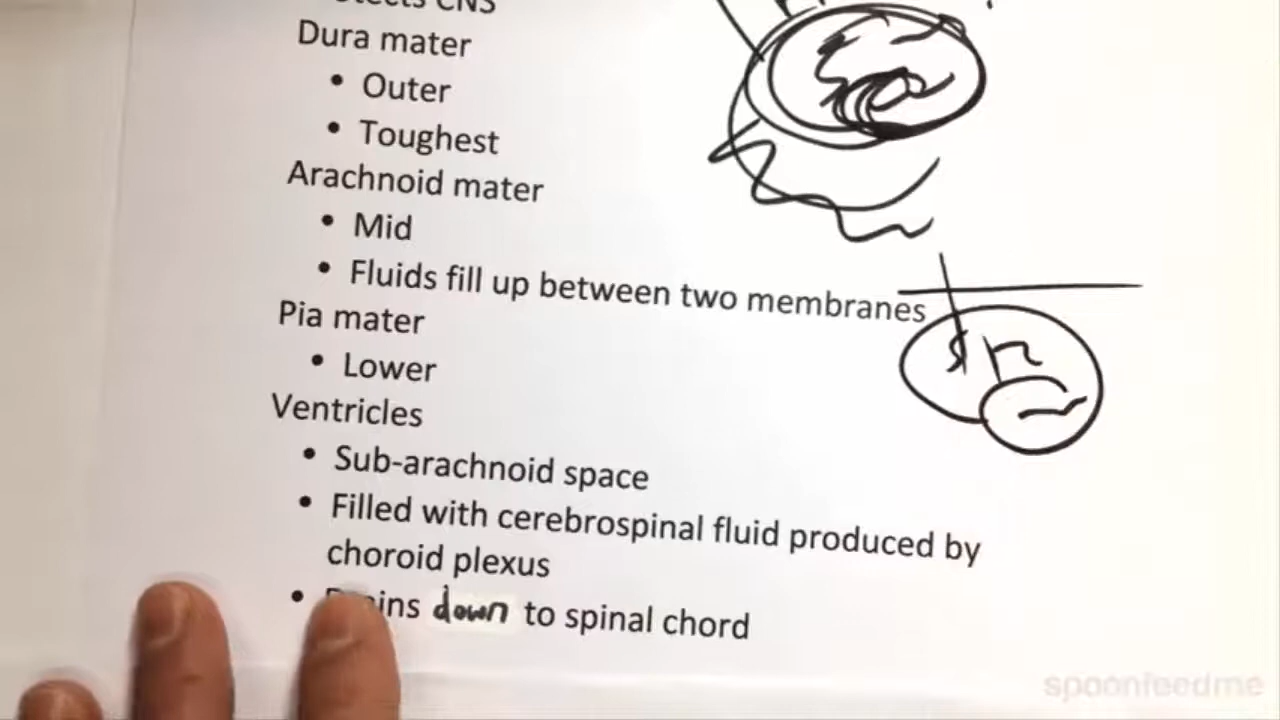 CNS
Dura mater
• Outer
• Toughest
Arachnoid mater
• Mid
• Fluids fill up between two membranes
Pia mater
• Lower
Ventricles
• Sub-arachnoid space
• Filled with cerebrospinal fluid produced by
choroid plexus
• down to spinal chord
spoonfeedme